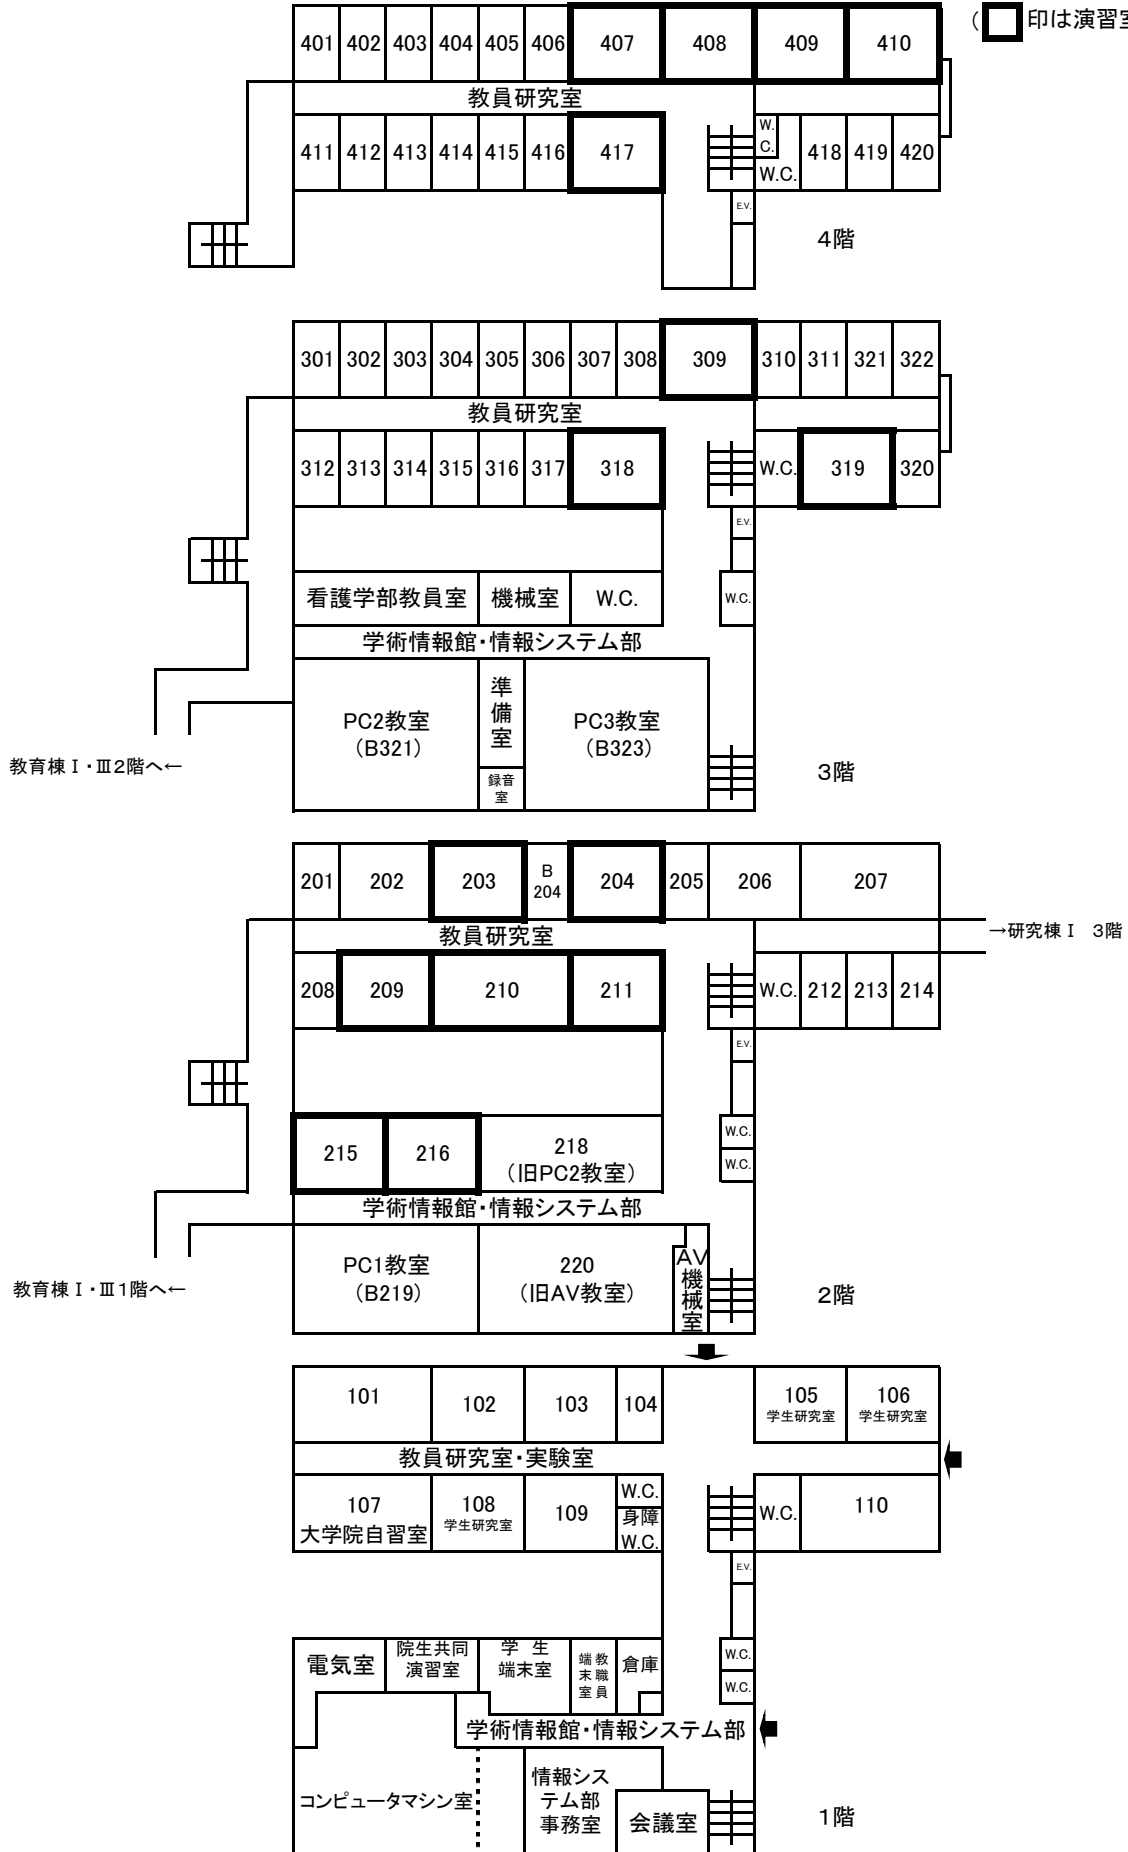 401 402 403 404 405 406 407 408 409 410
（ 印は演習室
教員研究室
411 412 413 414 415 416 417
W.
C.
W.C.
418 419 420
E.V.
４階
301 302 303 304 305 306 307 308 309 310 311 321 322
教員研究室
312 313 314 315 316 317 318 W.C. 319 320
E.V.
看護学部教員室 機械室 W.C. W.C.
学術情報館・情報システム部
PC2教室
（B321）
準
備
室
録音
室
PC3教室
（B323）
教育棟Ⅰ・Ⅲ2階へ←
３階
201 202 203
B
204
204 205 206 207
教員研究室
→研究棟Ⅰ　3階
208 209 210 211 W.C. 212 213 214
E.V.
215 216
218
（旧PC2教室）
W.C.
W.C.
学術情報館・情報システム部
PC1教室
（B219）
220
（旧AV教室）
AV
機
械
室
教育棟Ⅰ・Ⅲ1階へ←
２階
101 102 103 104
105
学生研究室
106
学生研究室
教員研究室・実験室
107
大学院自習室
108
学生研究室
109
W.C.
身障
W.C.
W.C. 110
E.V.
電気室
院生共同
演習室
学　生
端末室
端 教
末 職
室 員
倉庫
W.C.
W.C.
学術情報館・情報システム部
コンピュータマシン室
情報シス
テム部
事務室
会議室
１階